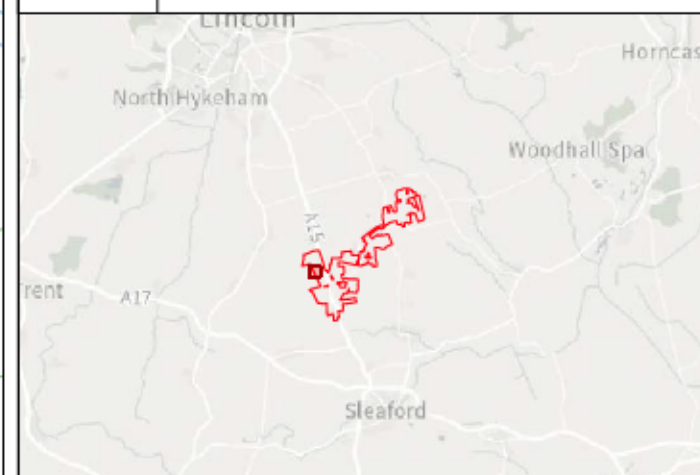 Lincoln
Horncas
North Hykeham
Woodhall Spa
A15
rent
A17
Sleaford